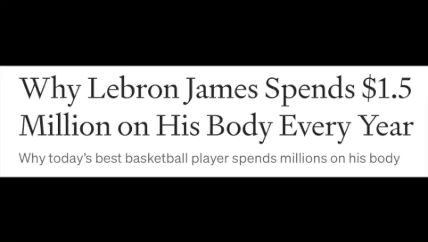 Why Lebron James Spends $1.5
Million on His Body Every Year
Why today's best basketball player spends millions on his body